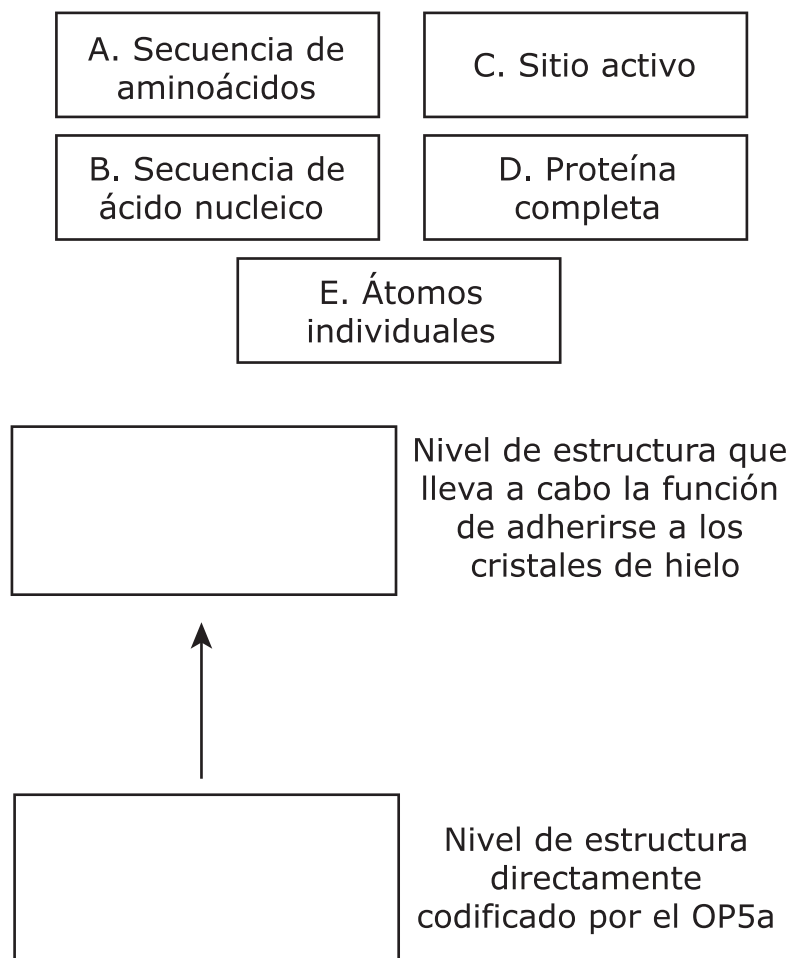 A. Secuencia de
aminoácidos
C. Sitio activo
B. Secuencia de
ácido nucleico
D. Proteína
completa
E. Átomos
individuales
Nivel de estructura que
lleva a cabo la función
de adherirse a los
cristales de hielo
Nivel de estructura
directamente
codificado por el OP5a